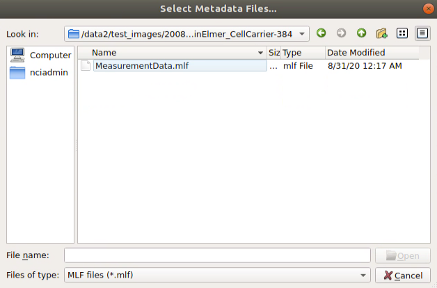 Select Metadata Files...
Look in:
/data2/test_images/2008...inElmer_CellCarrier-384
Computer
nciadmin
Name Siz Type Date Modified
MeasurementData.mlf ... mlf File 8/31/20 12:17 AM
File name:
Open
Files of type:
MLF files (*.mlf)
Cancel